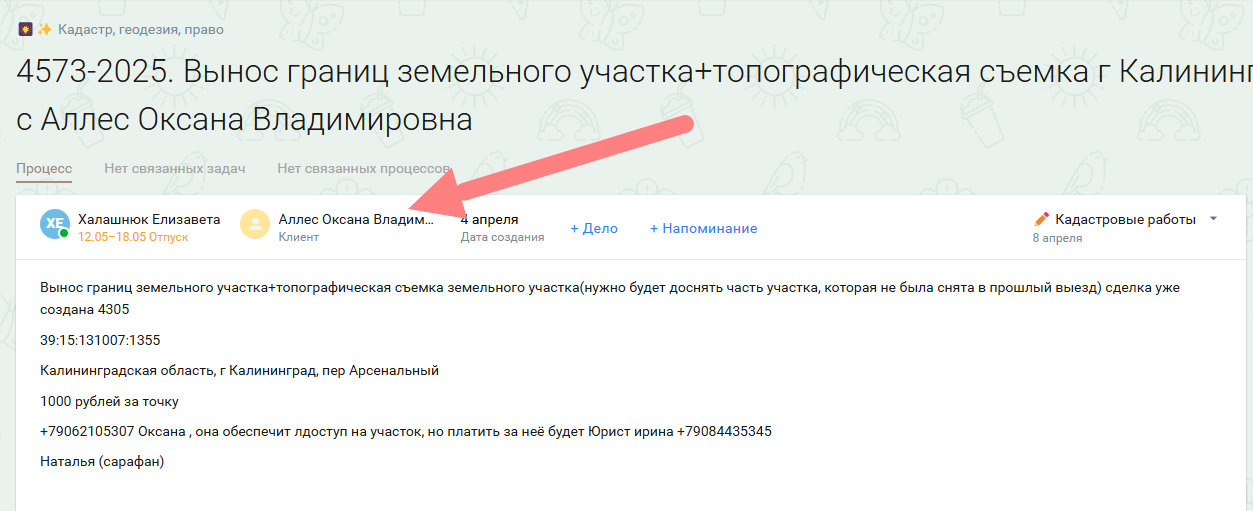 Кадастр, геодезия, право
4573-2025. Вынос границ земельного участка+топографическая съемка г Калининг
с Аллес Оксана Владимировна
Процесс Нет связанных задач Нет связанных процессов
ХЕ Халашнюк Елизавета Аллес Оксана Владим... 4 апреля + Дело + Напоминание Кадастровые работы
12.05–18.05 Отпуск Клиент Дата создания 8 апреля
Вынос границ земельного участка+топографическая съемка земельного участка(нужно будет доснять часть участка, которая не была снята в прошлый выезд) сделка уже
создана 4305
39:15:131007:1355
Калининградская область, г Калининград, пер Арсенальный
1000 рублей за точку
+79062105307 Оксана , она обеспечит лдоступ на участок, но платить за неё будет Юрист ирина +79084435345
Наталья (сарафан)